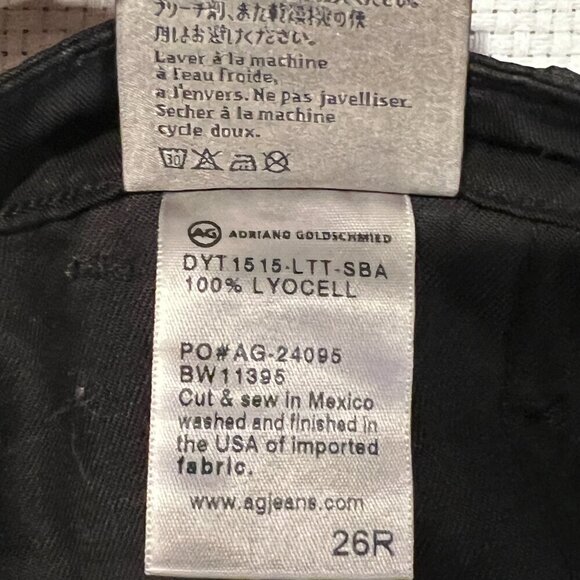 ブリーチ剤、また乾燥機の使
用はお避けください。
Laver à la machine
à l'eau froide,
a l'envers. Ne pas javelliser.
Secher à la machine
cycle doux.
30
AG ADRIANO GOLDSCHMIED
DYT1515-LTT-SBA
100% LYOCELL
PO#AG-24095
BW11395
Cut & sew in Mexico
washed and finished in
the USA of imported
fabric.
www.agjeans.com
26R